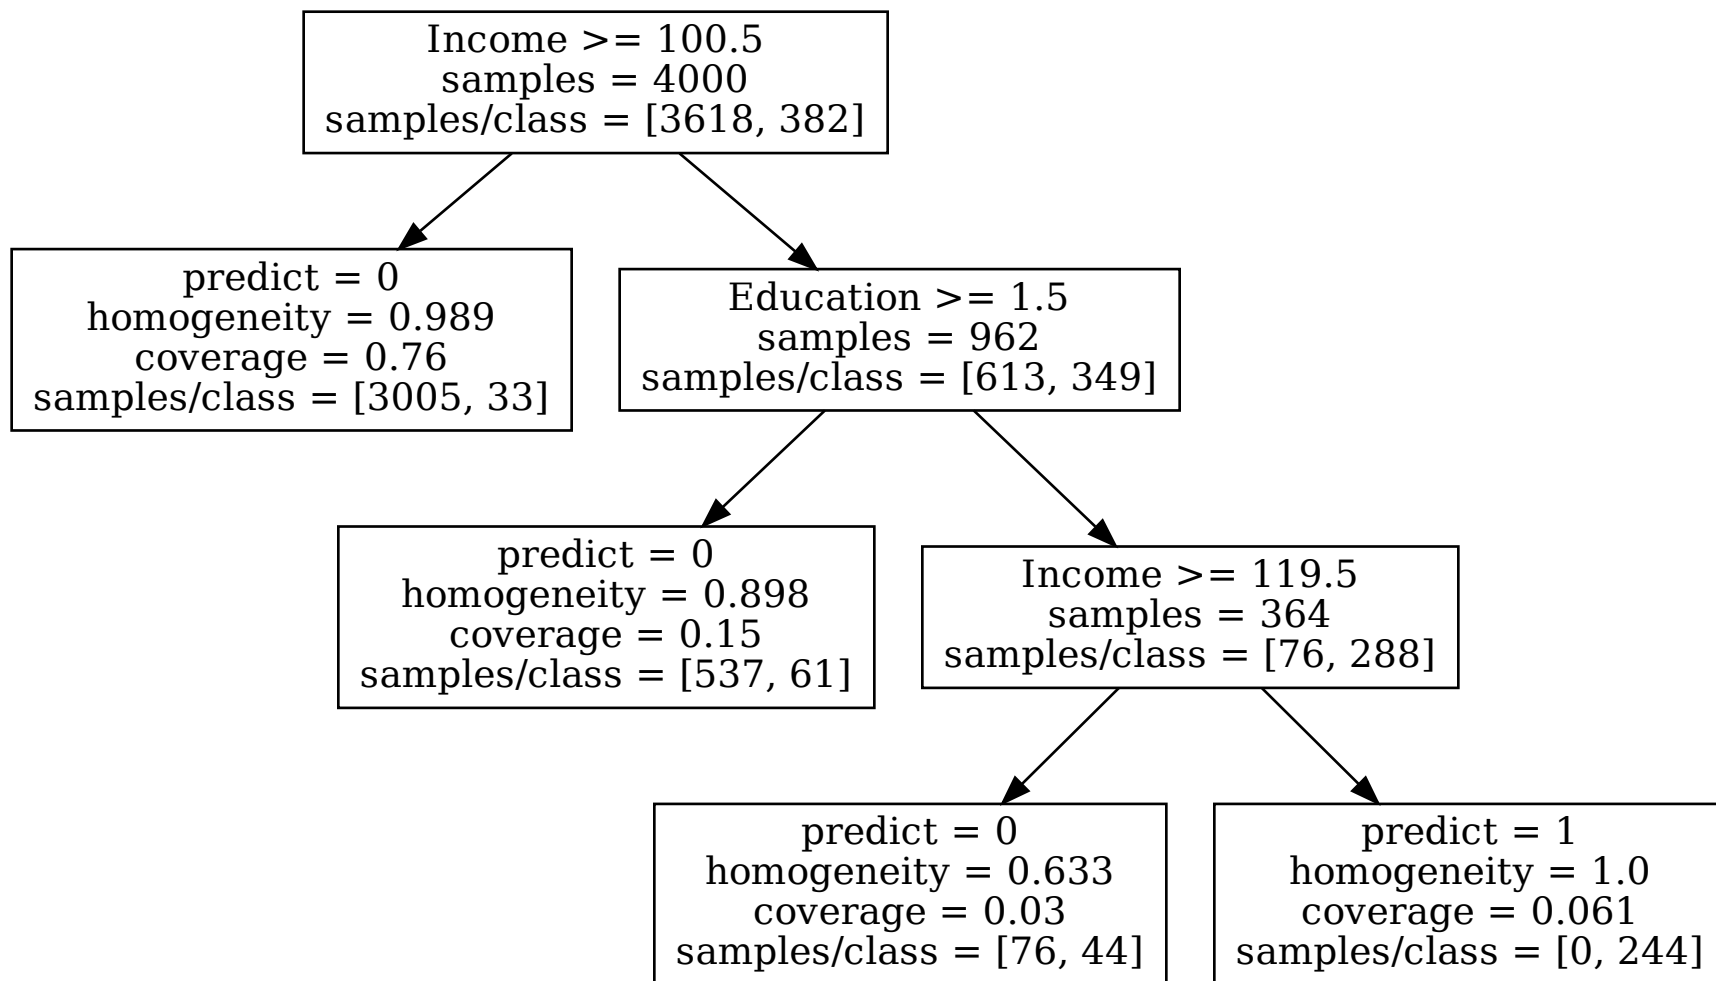 Income >= 100.5
samples = 4000
samples/class = [3618, 382]
predict = 0
homogeneity = 0.989
coverage = 0.76
samples/class = [3005, 33]
Education >= 1.5
samples = 962
samples/class = [613, 349]
predict = 0
homogeneity = 0.898
coverage = 0.15
samples/class = [537, 61]
Income >= 119.5
samples = 364
samples/class = [76, 288]
predict = 0
homogeneity = 0.633
coverage = 0.03
samples/class = [76, 44]
predict = 1
homogeneity = 1.0
coverage = 0.061
samples/class = [0, 244]